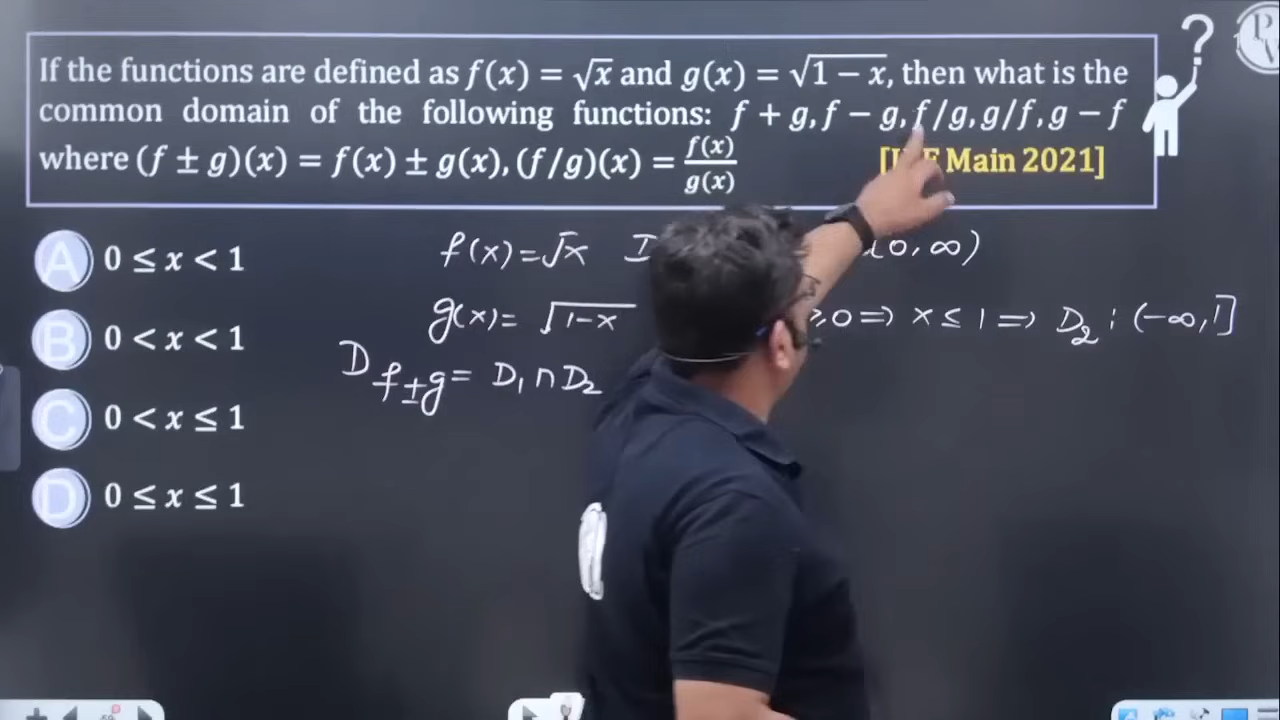 If the functions are defined as f(x) = √x and g(x) = √(1 − x), then what is the
common domain of the following functions: f + g, f − g, f/g, g/f, g − f
where (f ± g)(x) = f(x) ± g(x), (f/g)(x) = f(x)/g(x) Main 2021]
A 0 ≤ x < 1
B 0 < x < 1
C 0 < x ≤ 1
D 0 ≤ x ≤ 1
f(x) = √x 0, ∞)
g(x) = √(1-x) ≥ 0 ⇒ x ≤ 1 ⇒ D₂ : (-∞, 1]
D f±g = D₁ ∩ D₂
?
PW